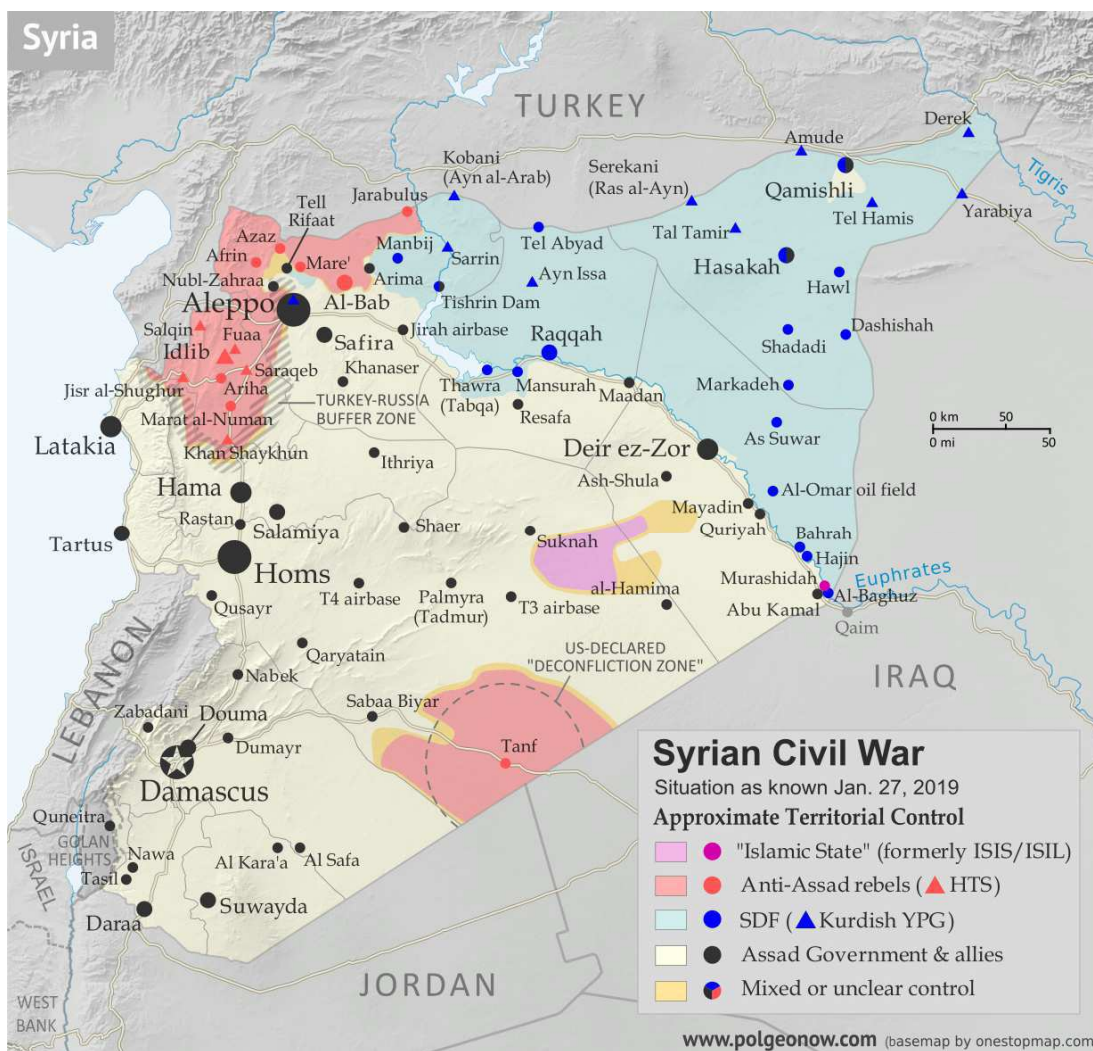 Syria
TURKEY
Derek
Amude
Kobani
(Ayn al-Arab)
Serekani
(Ras al-Ayn)
Tigris
Qamishli
Jarabulus
Tell
Rifaat
Tel Hamis
Yarabiya
Azaz
Manbij
Tel Abyad
Tal Tamir
Afrin
Mare'
Sarrin
Hasakah
Nubl-Zahraa
Arima
Ayn Issa
Hawl
Aleppo
Al-Bab
Tishrin Dam
Salqin
Fuaa
Safira
Jirah airbase
Raqqah
Dashishah
Idlib
Shadadi
Saraqeb
Khanaser
Jisr al-Shughur
Ariha
Thawra
(Tabqa)
Mansurah
Maadan
Markadeh
TURKEY-RUSSIA
BUFFER ZONE
Marat al-Numan
Resafa
0 km
50
0 mi
50
Latakia
As Suwar
Khan Shaykhun
Deir ez-Zor
Ithriya
Ash-Shula
Hama
Al-Omar oil field
Rastan
Salamiya
Mayadin
Shaer
Quriyah
Tartus
Suknah
Bahrah
Hajin
Homs
Euphrates
Murashidah
al-Hamima
Qusayr
T4 airbase
Palmyra
(Tadmur)
T3 airbase
Al-Baghuz
Abu Kamal
Qaim
Qaryatain
US-DECLARED
"DECONFLICTION ZONE"
IRAQ
LEBANON
Nabek
Sabaa Biyar
Zabadani
Douma
Dumayr
Tanf
Damascus
Quneitra
GOLAN
HEIGHTS
ISRAEL
Nawa
Al Kara'a
Al Safa
Tasil
Suwayda
Daraa
JORDAN
WEST
BANK
Syrian Civil War
Situation as known Jan. 27, 2019
Approximate Territorial Control
"Islamic State" (formerly ISIS/ISIL)
Anti-Assad rebels ( HTS)
SDF ( Kurdish YPG)
Assad Government & allies
Mixed or unclear control
www.polgeonow.com (basemap by onestopmap.com)